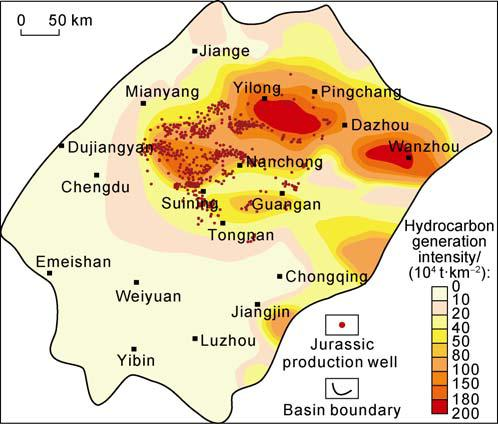 0 50 km
Jiange
Mianyang
Yilong
Pingchang
Dazhou
Dujiangyan
Wanzhou
Nanchong
Chengdu
Suining
Guangan
Tongnan
Hydrocarbon
generation
intensity/
(10⁴ t·km⁻²):
Emeishan
Chongqing
Weiyuan
Jiangjin
Luzhou
Yibin
0
10
20
40
50
80
100
150
180
200
Jurassic
production well
Basin boundary